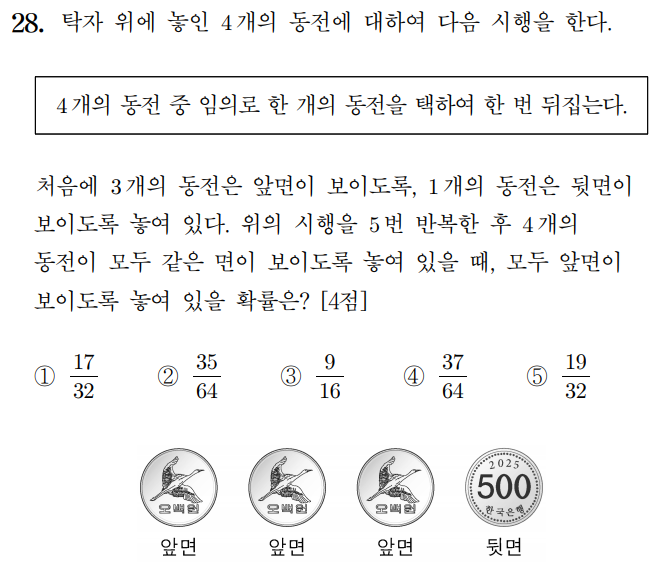 28. 탁자 위에 놓인 4개의 동전에 대하여 다음 시행을 한다.
4개의 동전 중 임의로 한 개의 동전을 택하여 한 번 뒤집는다.
처음에 3개의 동전은 앞면이 보이도록, 1개의 동전은 뒷면이
보이도록 놓여 있다. 위의 시행을 5번 반복한 후 4개의
동전이 모두 같은 면이 보이도록 놓여 있을 때, 모두 앞면이
보이도록 놓여 있을 확률은? [4점]
① 17/32 ② 35/64 ③ 9/16 ④ 37/64 ⑤ 19/32
오백원 오백원 오백원 2025 500 한국은행
앞면 앞면 앞면 뒷면